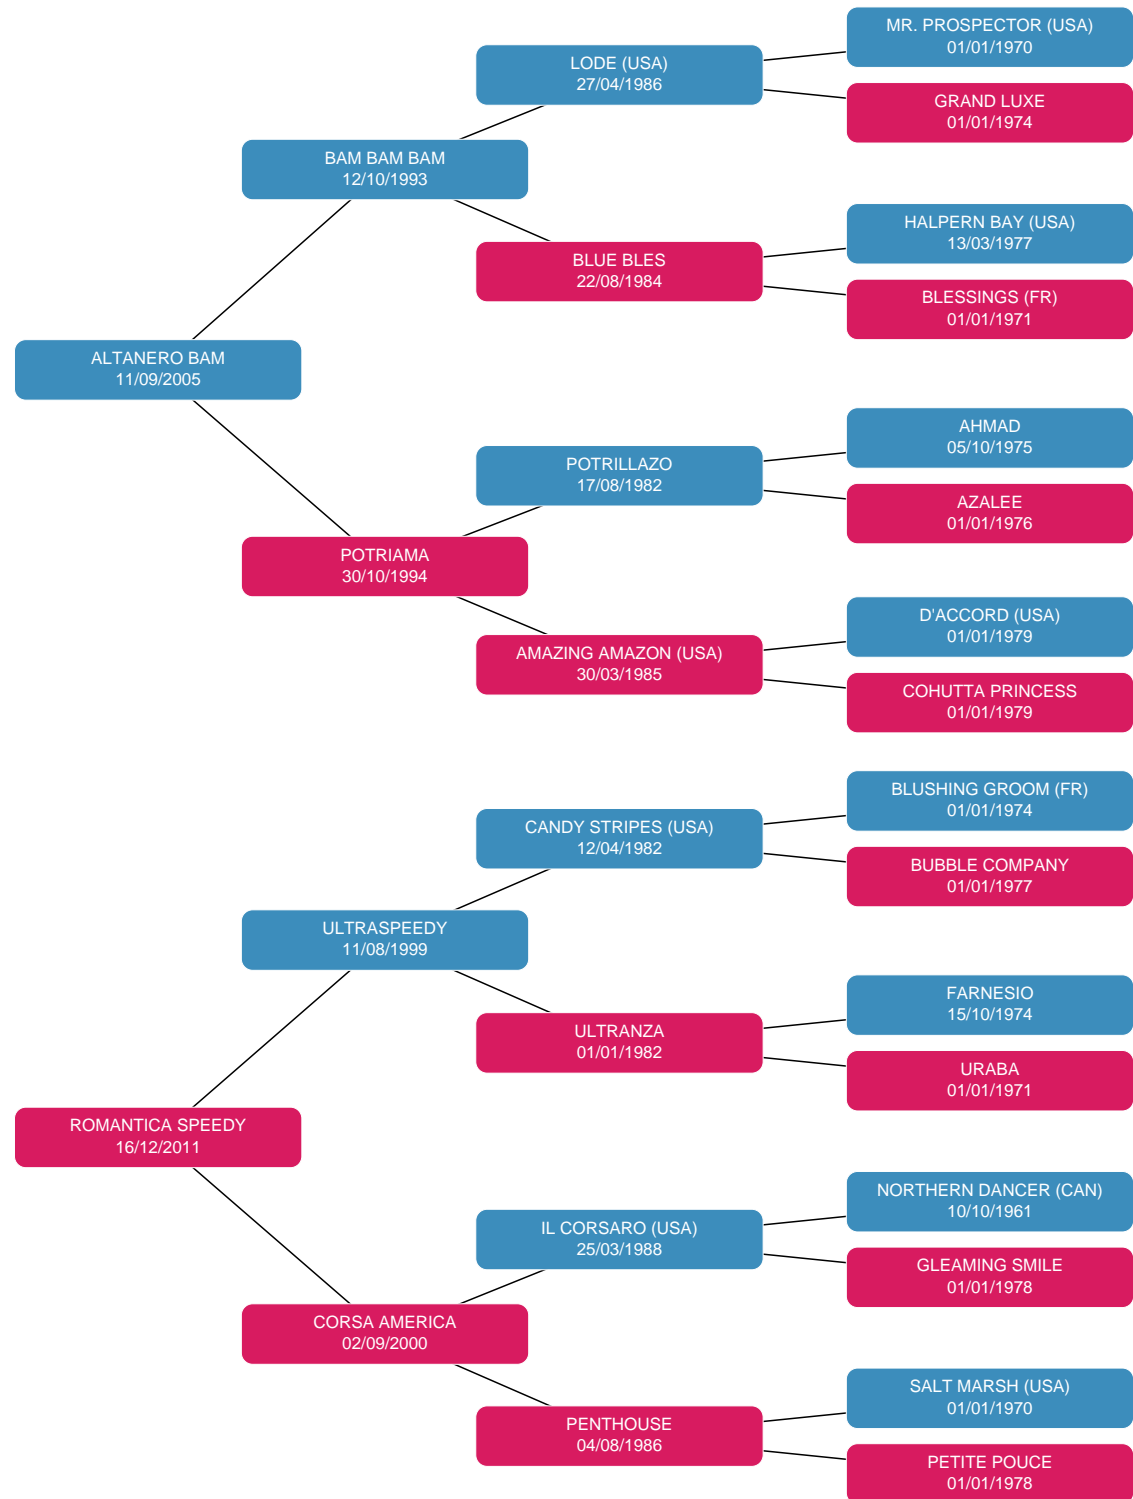 MR. PROSPECTOR (USA)
01/01/1970
LODE (USA)
27/04/1986
GRAND LUXE
01/01/1974
BAM BAM BAM
12/10/1993
HALPERN BAY (USA)
13/03/1977
BLUE BLES
22/08/1984
BLESSINGS (FR)
01/01/1971
ALTANERO BAM
11/09/2005
AHMAD
05/10/1975
POTRILLAZO
17/08/1982
AZALEE
01/01/1976
POTRIAMA
30/10/1994
D'ACCORD (USA)
01/01/1979
AMAZING AMAZON (USA)
30/03/1985
COHUTTA PRINCESS
01/01/1979
BLUSHING GROOM (FR)
01/01/1974
CANDY STRIPES (USA)
12/04/1982
BUBBLE COMPANY
01/01/1977
ULTRASPEEDY
11/08/1999
FARNESIO
15/10/1974
ULTRANZA
01/01/1982
URABA
01/01/1971
ROMANTICA SPEEDY
16/12/2011
NORTHERN DANCER (CAN)
10/10/1961
IL CORSARO (USA)
25/03/1988
GLEAMING SMILE
01/01/1978
CORSA AMERICA
02/09/2000
SALT MARSH (USA)
01/01/1970
PENTHOUSE
04/08/1986
PETITE POUCE
01/01/1978